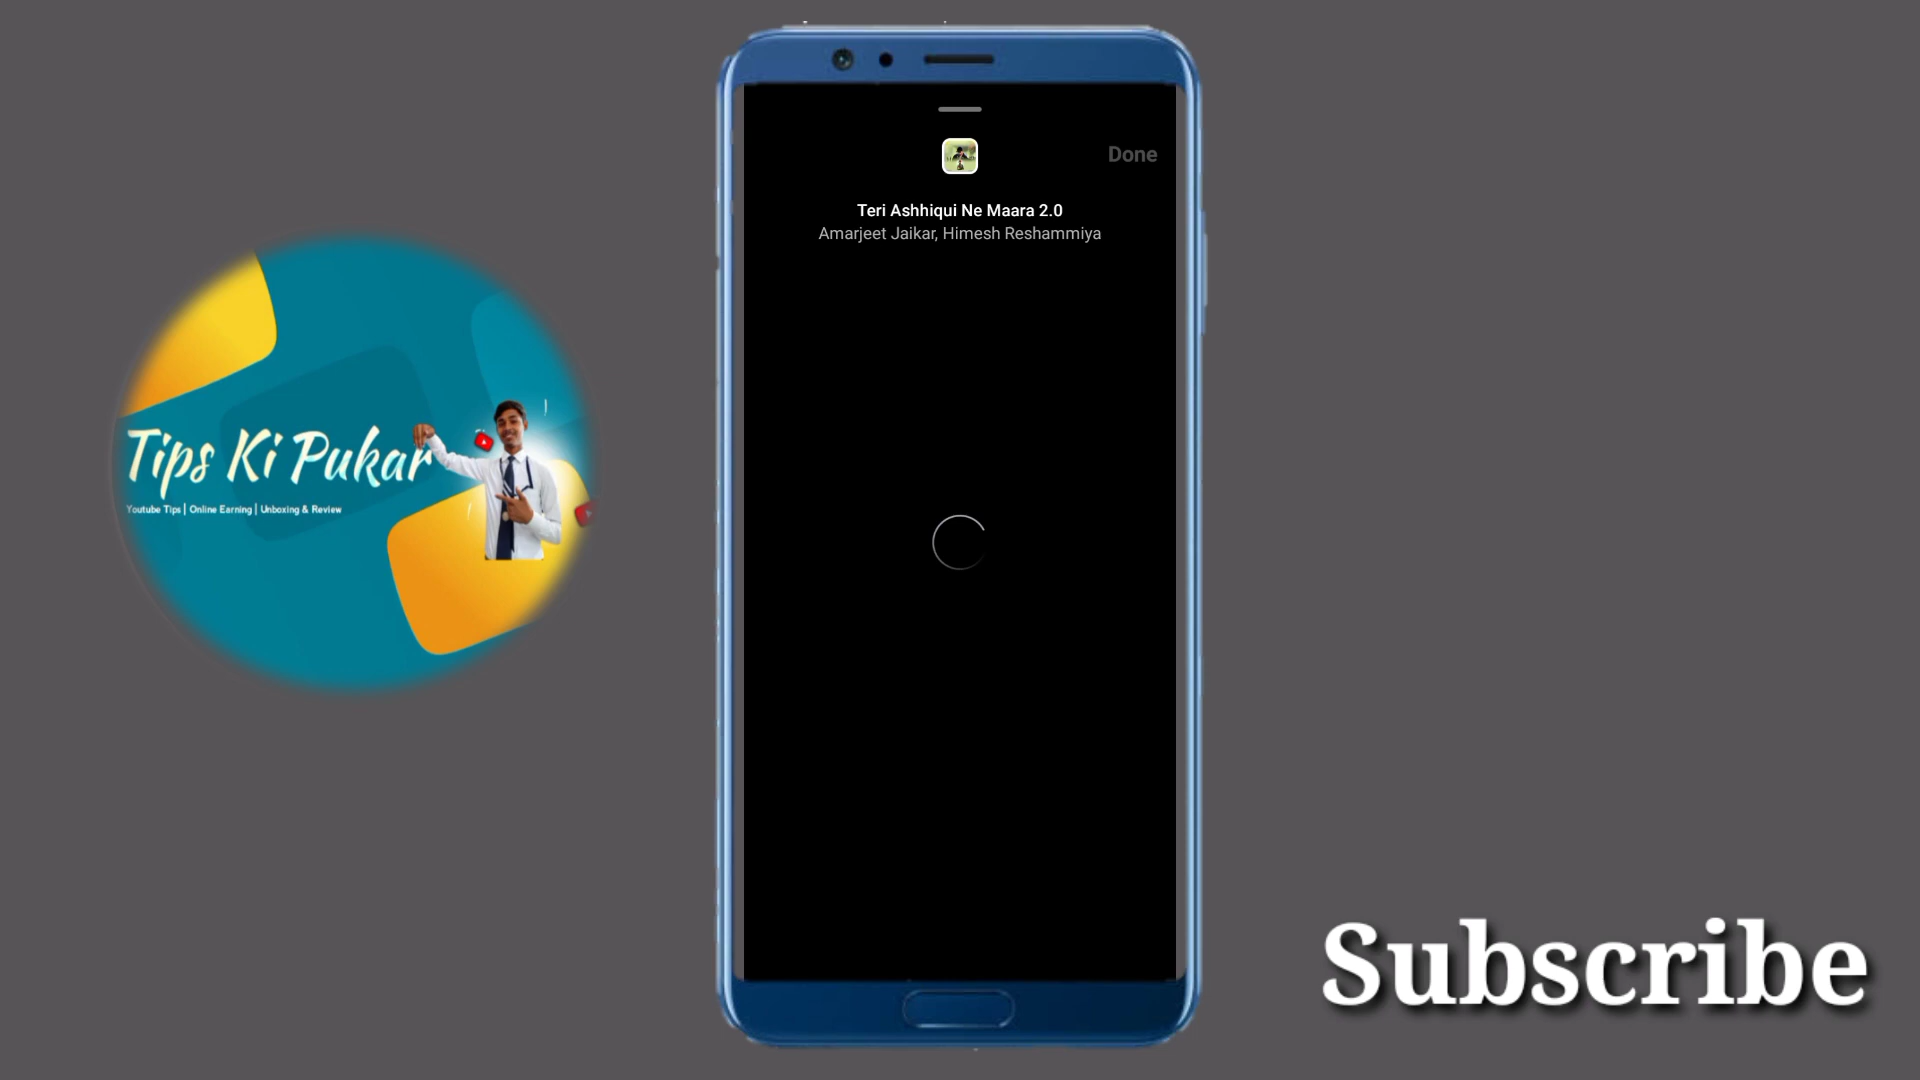 Tips Ki Pukar
Youtube Tips | Online Earning | Unboxing & Review
Done
Teri Ashhiqui Ne Maara 2.0
Amarjeet Jaikar, Himesh Reshammiya
Subscribe